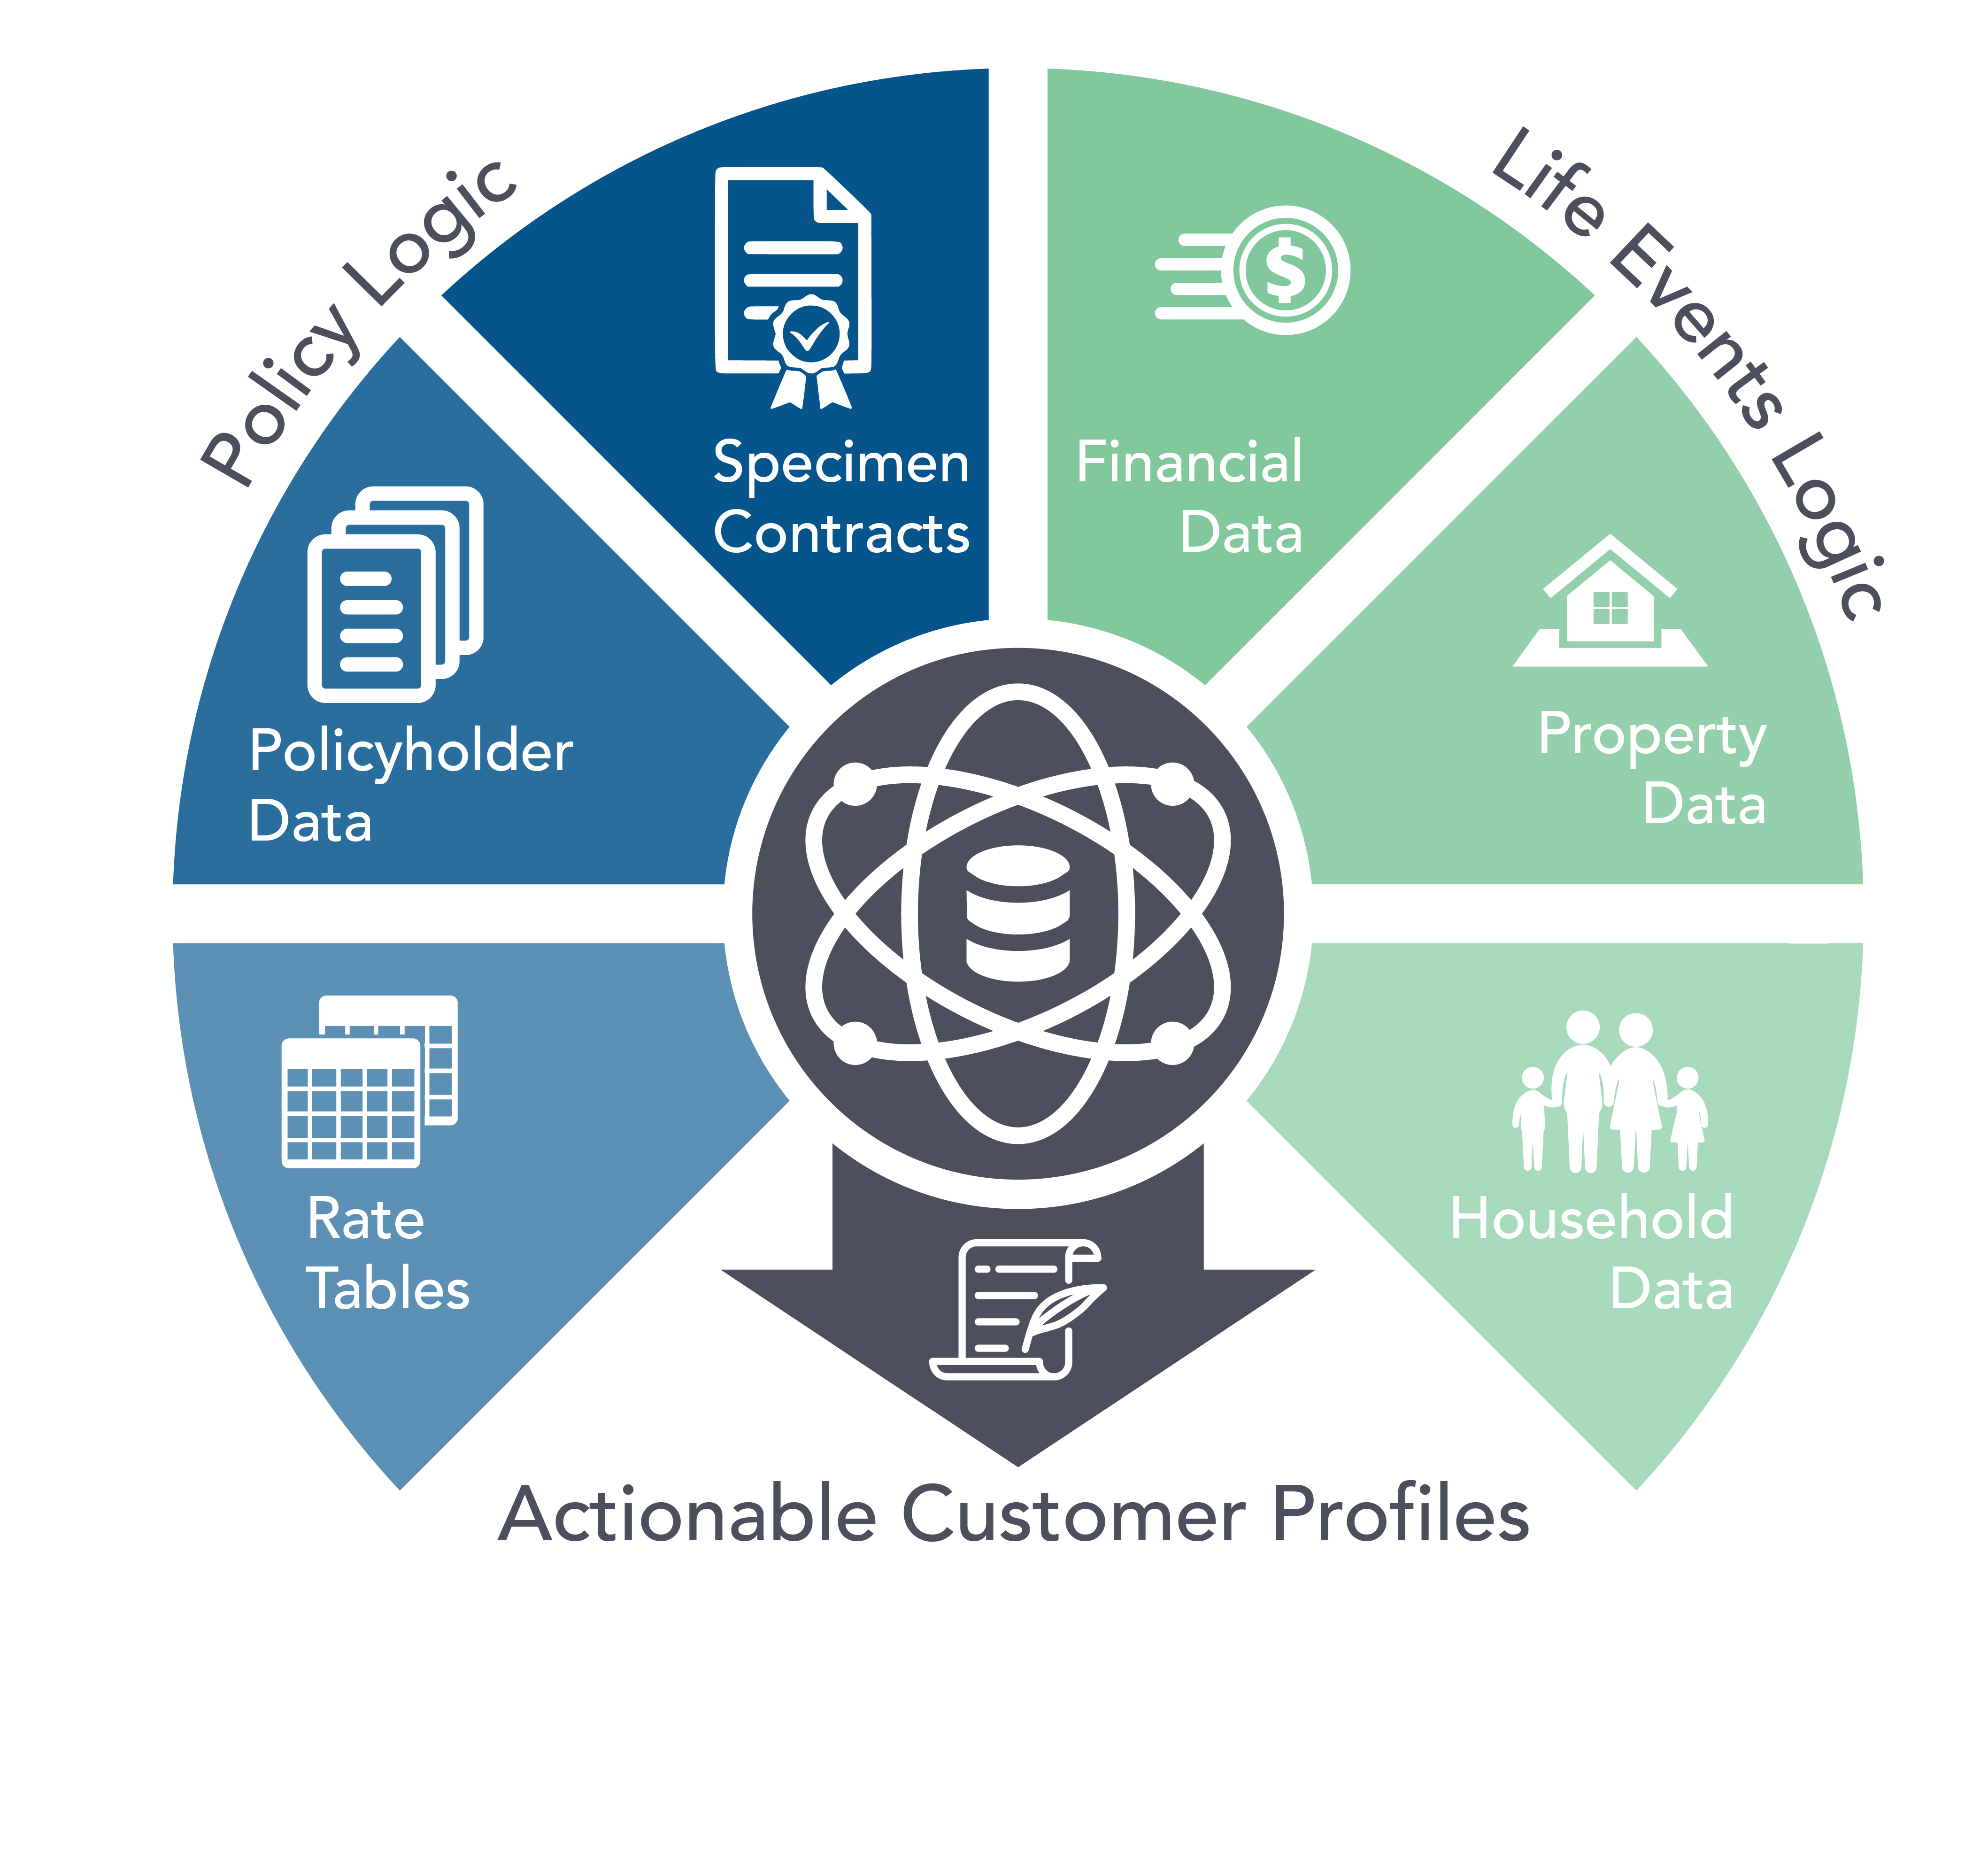 Policy Logic
Life Events Logic
Specimen
Contracts
Financial
Data
Policyholder
Data
Property
Data
Rate
Tables
Household
Data
$
Actionable Customer Profiles